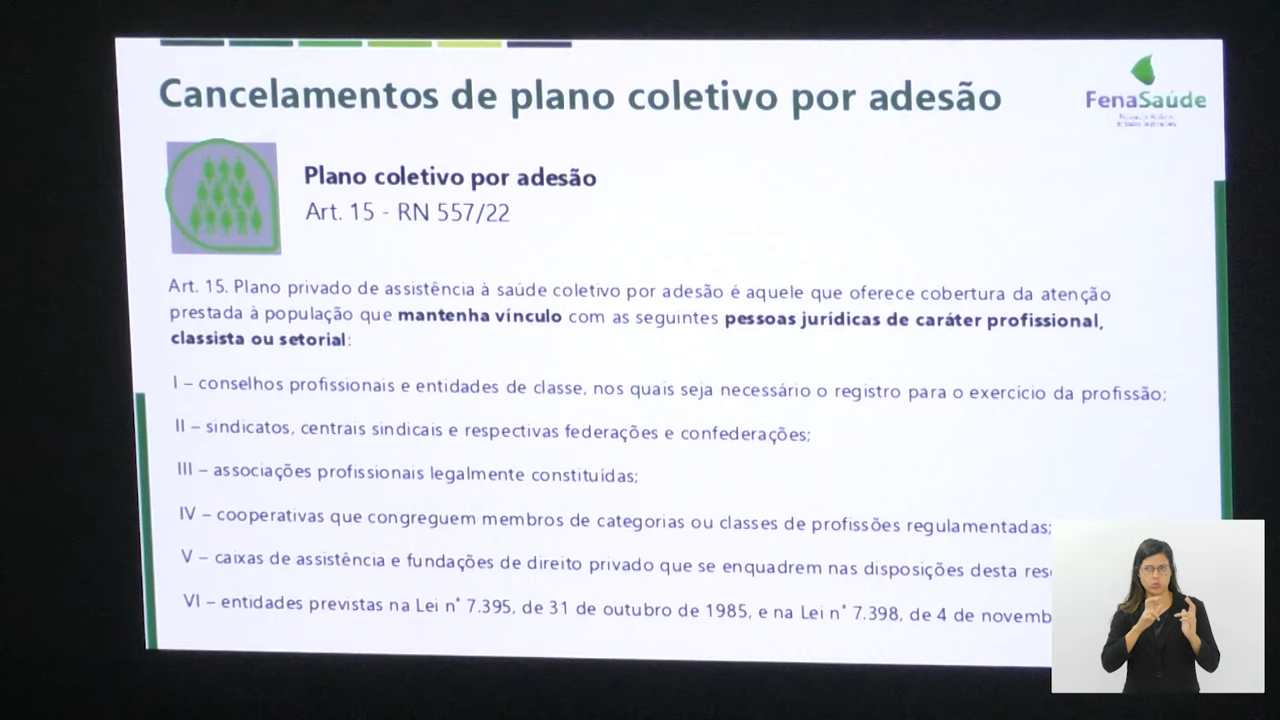 Cancelamentos de plano coletivo por adesão
FenaSaúde
Plano coletivo por adesão
Art. 15 - RN 557/22
Art. 15. Plano privado de assistência à saúde coletivo por adesão é aquele que oferece cobertura da atenção
prestada à população que mantenha vínculo com as seguintes pessoas jurídicas de caráter profissional,
classista ou setorial:
I – conselhos profissionais e entidades de classe, nos quais seja necessário o registro para o exercício da profissão;
II – sindicatos, centrais sindicais e respectivas federações e confederações;
III – associações profissionais legalmente constituídas;
IV – cooperativas que congreguem membros de categorias ou classes de profissões regulamentadas;
V – caixas de assistência e fundações de direito privado que se enquadrem nas disposições desta
VI – entidades previstas na Lei n° 7.395, de 31 de outubro de 1985, e na Lei n° 7.398, de 4 de